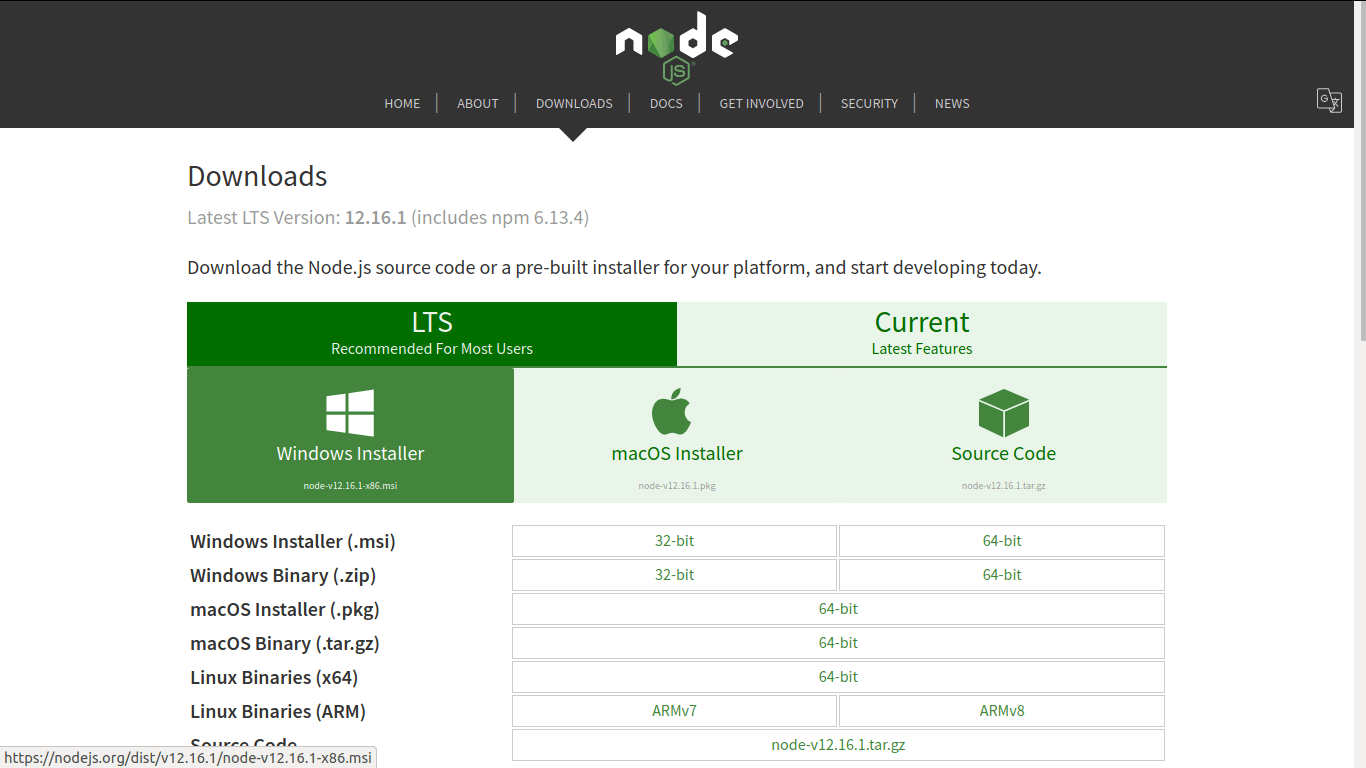 node
JS
HOME ABOUT DOWNLOADS DOCS GET INVOLVED SECURITY NEWS
Downloads
Latest LTS Version: 12.16.1 (includes npm 6.13.4)
Download the Node.js source code or a pre-built installer for your platform, and start developing today.
LTS
Recommended For Most Users
Current
Latest Features
Windows Installer
node-v12.16.1-x86.msi
macOS Installer
node-v12.16.1.pkg
Source Code
node-v12.16.1.tar.gz
Windows Installer (.msi) 32-bit 64-bit
Windows Binary (.zip) 32-bit 64-bit
macOS Installer (.pkg) 64-bit
macOS Binary (.tar.gz) 64-bit
Linux Binaries (x64) 64-bit
Linux Binaries (ARM) ARMv7 ARMv8
Source Code node-v12.16.1.tar.gz
https://nodejs.org/dist/v12.16.1/node-v12.16.1-x86.msi